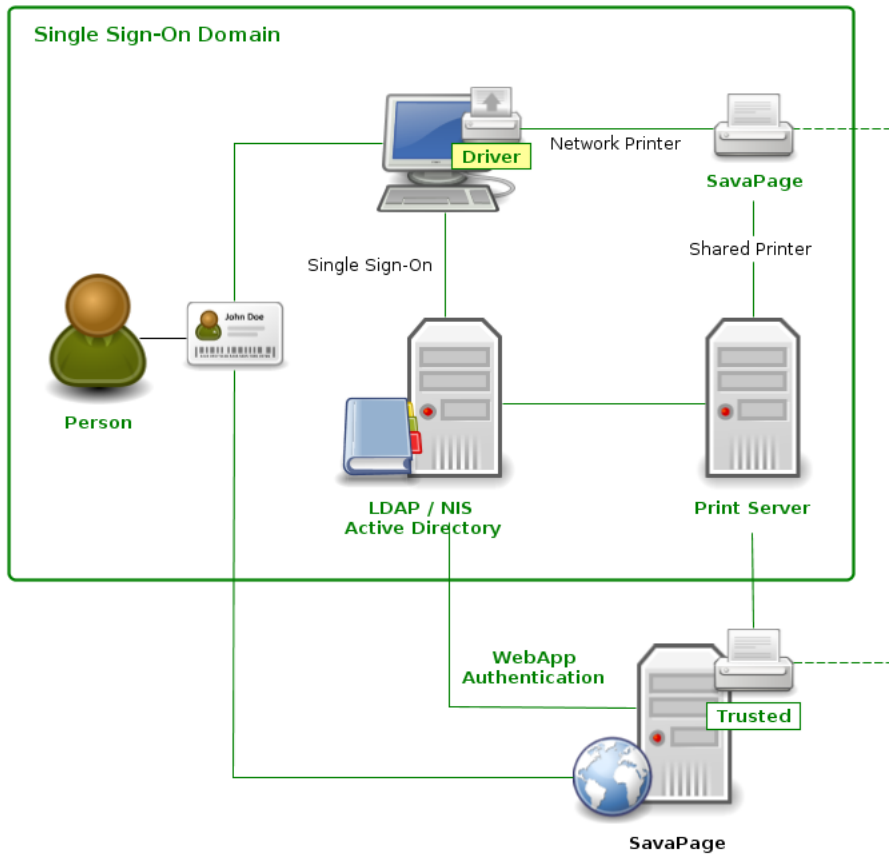 Single Sign-On Domain
Driver
Network Printer
SavaPage
Single Sign-On
Shared Printer
John Doe
Person
LDAP / NIS
Active Directory
Print Server
WebApp
Authentication
Trusted
SavaPage